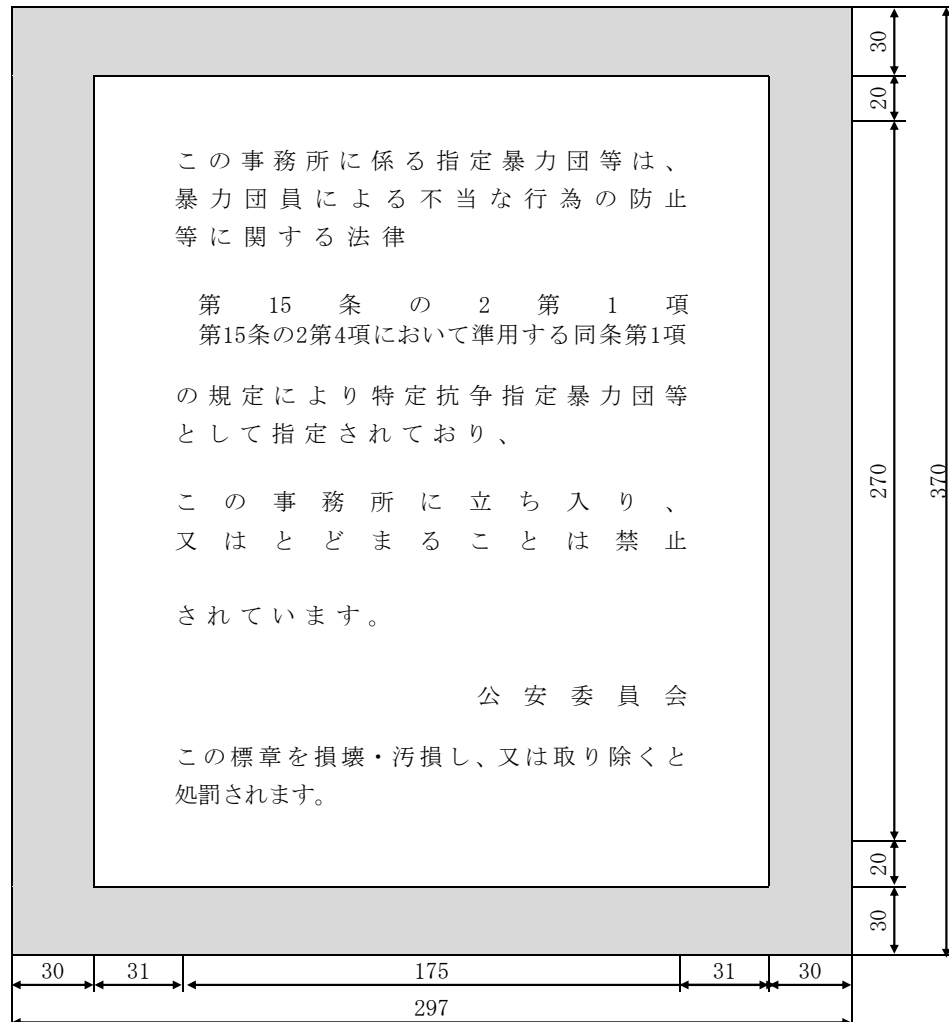 この事務所に係る指定暴力団等は、
暴力団員による不当な行為の防止
等に関する法律
第15条の2第1項
第15条の2第4項において準用する同条第1項
の規定により特定抗争指定暴力団等
として指定されており、
この事務所に立ち入り、
又はとどまることは禁止
されています。
公安委員会
この標章を損壊・汚損し、又は取り除くと
処罰されます。
30
20
270
370
20
30
30
31
175
31
30
297